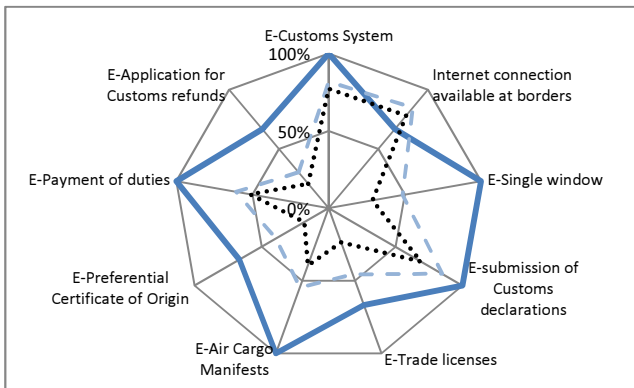 E-Customs System
100%
Internet connection
available at borders
E-Application for
Customs refunds
50%
E-Payment of duties
E-Single window
0%
E-Preferential
Certificate of Origin
E-submission of
Customs
declarations
E-Air Cargo
Manifests
E-Trade licenses